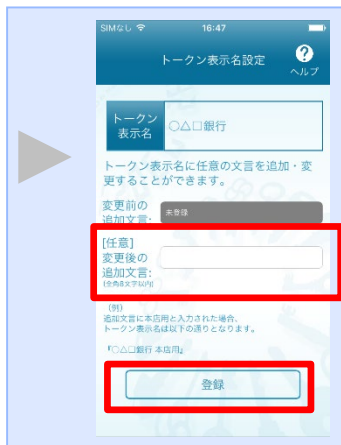 SIMなし 16:47
トークン表示名設定
?
ヘルプ
トークン
表示名
○△□銀行
トークン表示名に任意の文言を追加・変
更することができます。
変更前の
追加文言:
未登録
[任意]
変更後の
追加文言:
(全角8文字以内)
(例)
追加文言に本店用と入力された場合、
トークン表示名は以下の通りとなります。
『○△□銀行 本店用』
登録